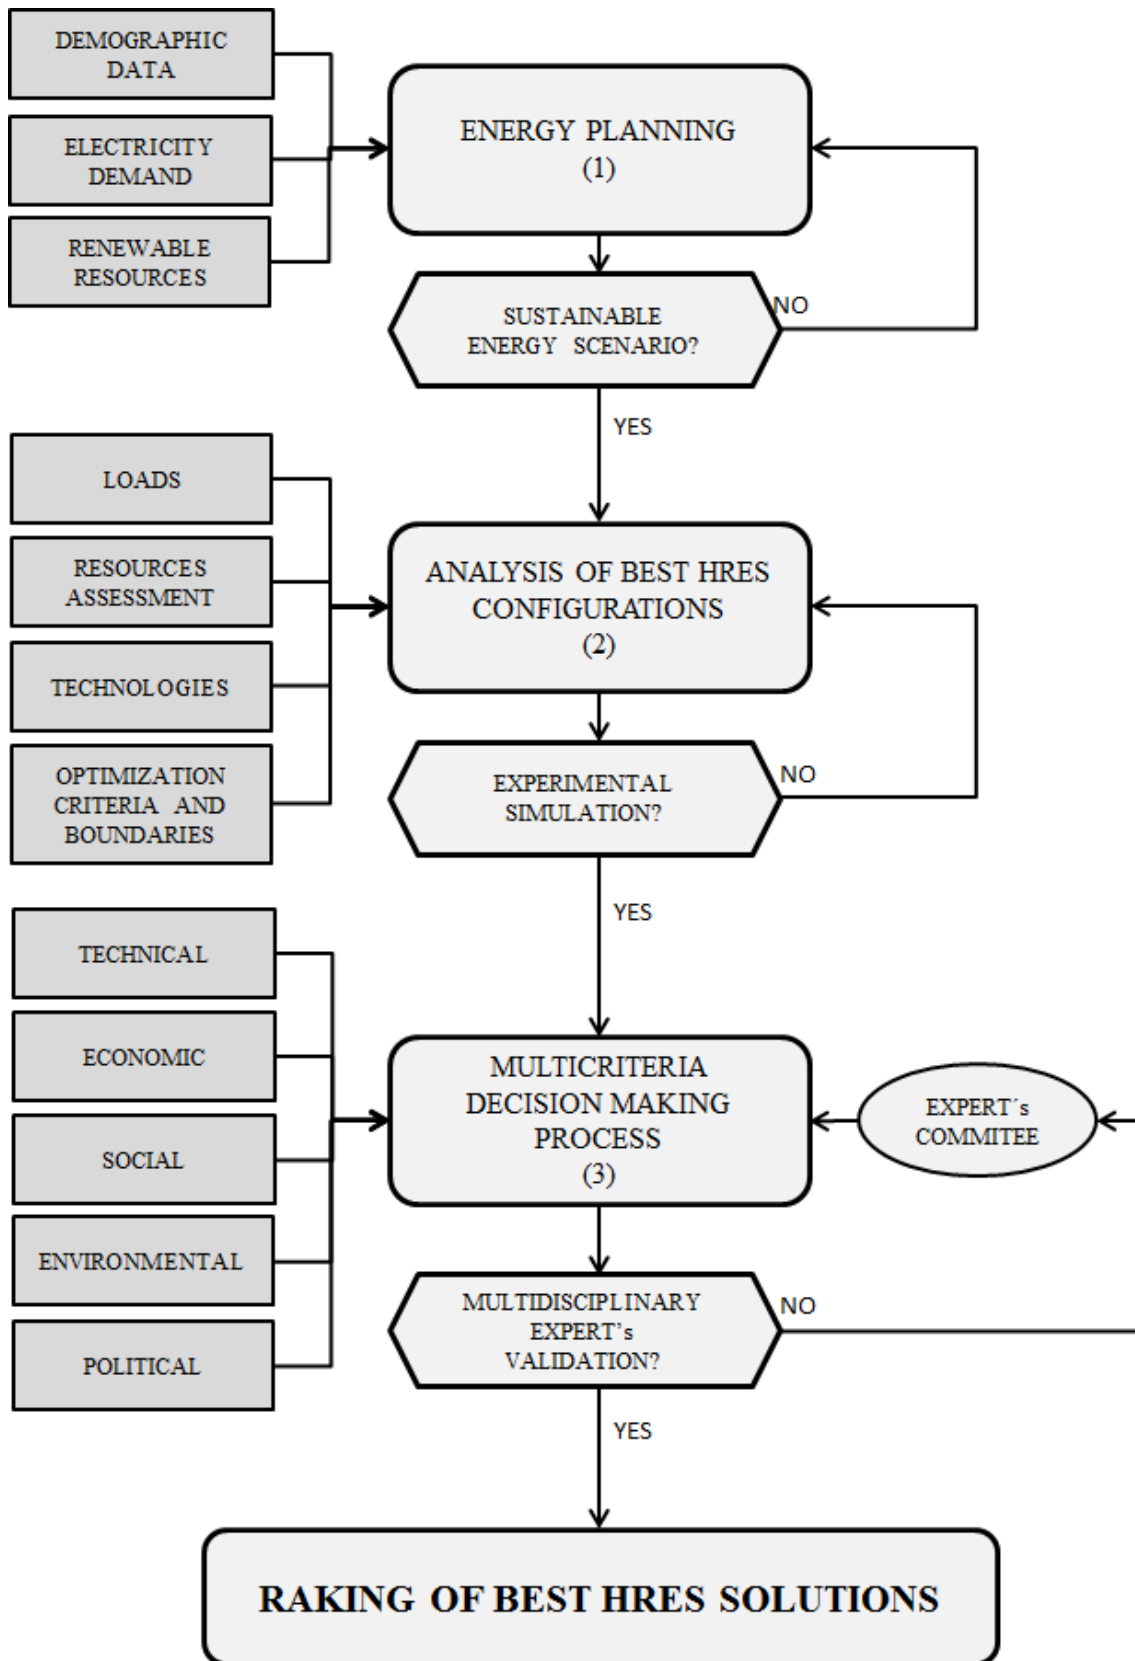 DEMOGRAPHIC
DATA
ELECTRICITY
DEMAND
RENEWABLE
RESOURCES
ENERGY PLANNING
(1)
SUSTAINABLE
ENERGY SCENARIO?
NO
YES
LOADS
RESOURCES
ASSESSMENT
TECHNOLOGIES
OPTIMIZATION
CRITERIA AND
BOUNDARIES
ANALYSIS OF BEST HRES
CONFIGURATIONS
(2)
EXPERIMENTAL
SIMULATION?
NO
YES
TECHNICAL
ECONOMIC
SOCIAL
ENVIRONMENTAL
POLITICAL
MULTICRITERIA
DECISION MAKING
PROCESS
(3)
EXPERT´s
COMMITEE
MULTIDISCIPLINARY
EXPERT’s
VALIDATION?
NO
YES
RAKING OF BEST HRES SOLUTIONS